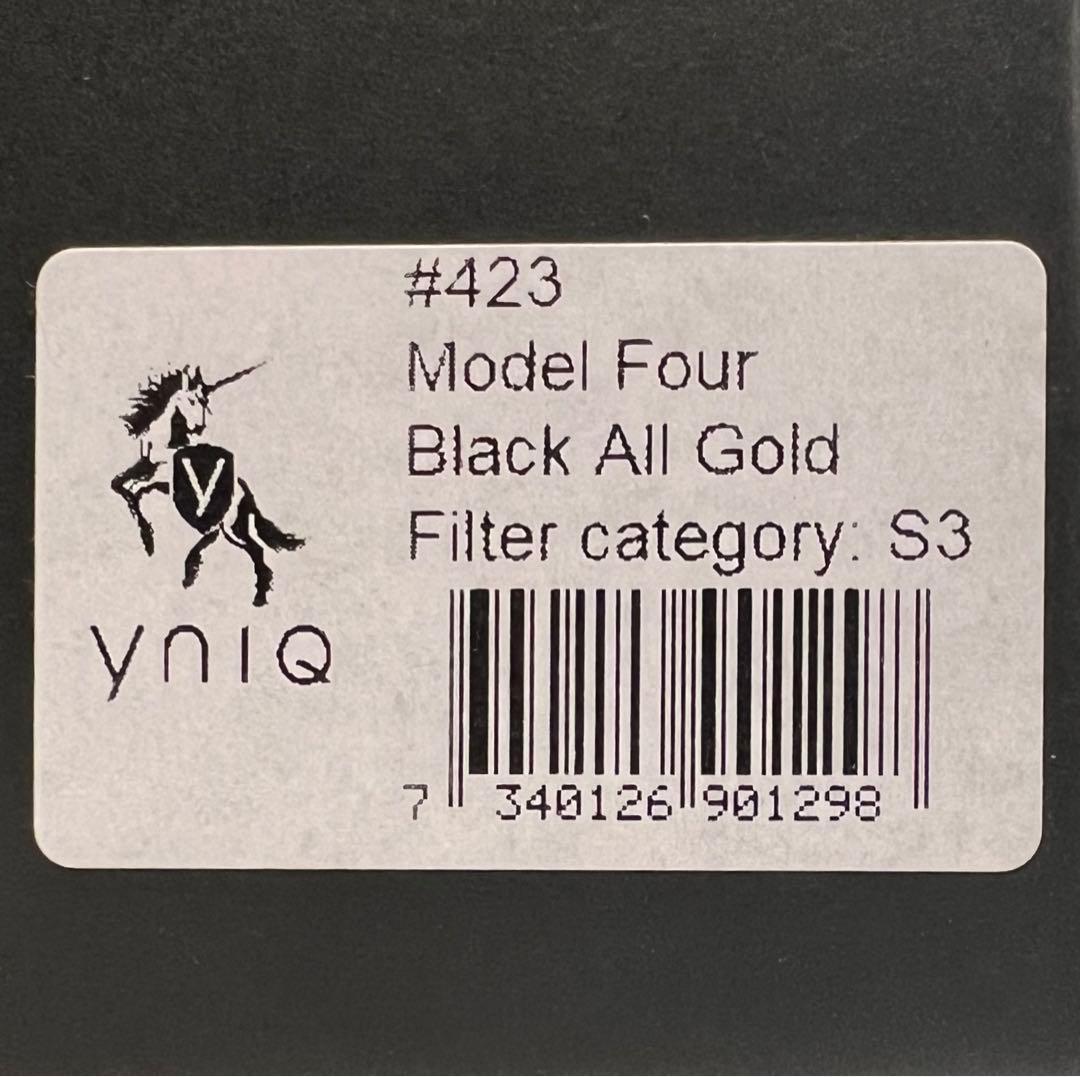 #423
Model Four
Black All Gold
Filter category: S3
y
yniQ
7 340126 901298